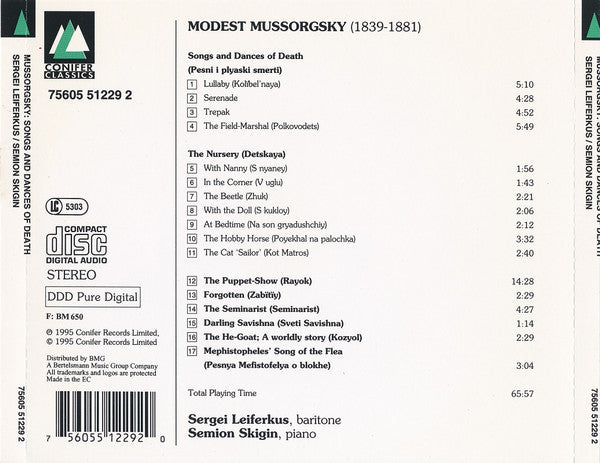 MUSSORGSKY: SONGS AND DANCES OF DEATH
SERGEI LEIFERKUS / SEMION SKIGIN
75605 51229 2
CONIFER
CLASSICS
75605 51229 2
LC 5303
COMPACT
disc
DIGITAL AUDIO
STEREO
DDD Pure Digital
F: BM 650
℗ 1995 Conifer Records Limited,
© 1995 Conifer Records Limited.
Distributed by BMG
A Bertelsmann Music Group Company
All trademarks and logos are protected
Made in the EC
7 56055 12292 0
MODEST MUSSORGSKY (1839-1881)
Songs and Dances of Death
(Pesni i plyaski smerti)
1 Lullaby (Kolïbel'naya) 5:10
2 Serenade 4:28
3 Trepak 4:52
4 The Field-Marshal (Polkovodets) 5:49
The Nursery (Detskaya)
5 With Nanny (S nyaney) 1:56
6 In the Corner (V uglu) 1:43
7 The Beetle (Zhuk) 2:21
8 With the Doll (S kukloy) 2:06
9 At Bedtime (Na son gryadushchiy) 2:12
10 The Hobby Horse (Poyekhal na palochka) 3:32
11 The Cat 'Sailor' (Kot Matros) 2:40
12 The Puppet-Show (Rayok) 14:28
13 Forgotten (Zabïtïy) 2:29
14 The Seminarist (Seminarist) 4:27
15 Darling Savishna (Sveti Savishna) 1:14
16 The He-Goat; A worldly story (Kozyol) 2:29
17 Mephistopheles' Song of the Flea
(Pesnya Mefistofelya o blokhe) 3:04
Total Playing Time 65:57
Sergei Leiferkus, baritone
Semion Skigin, piano
MUSSORGSKY: SONGS AND DANCES OF DEATH
SERGEI LEIFERKUS / SEMION SKIGIN
75605 51229 2